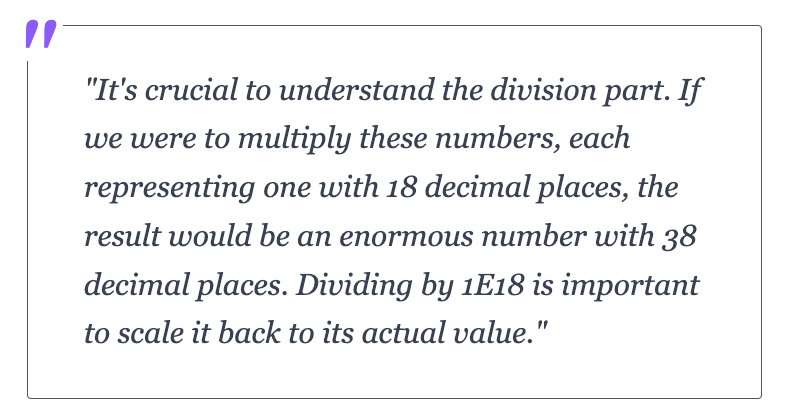 "It's crucial to understand the division part. If
we were to multiply these numbers, each
representing one with 18 decimal places, the
result would be an enormous number with 38
decimal places. Dividing by 1E18 is important
to scale it back to its actual value."